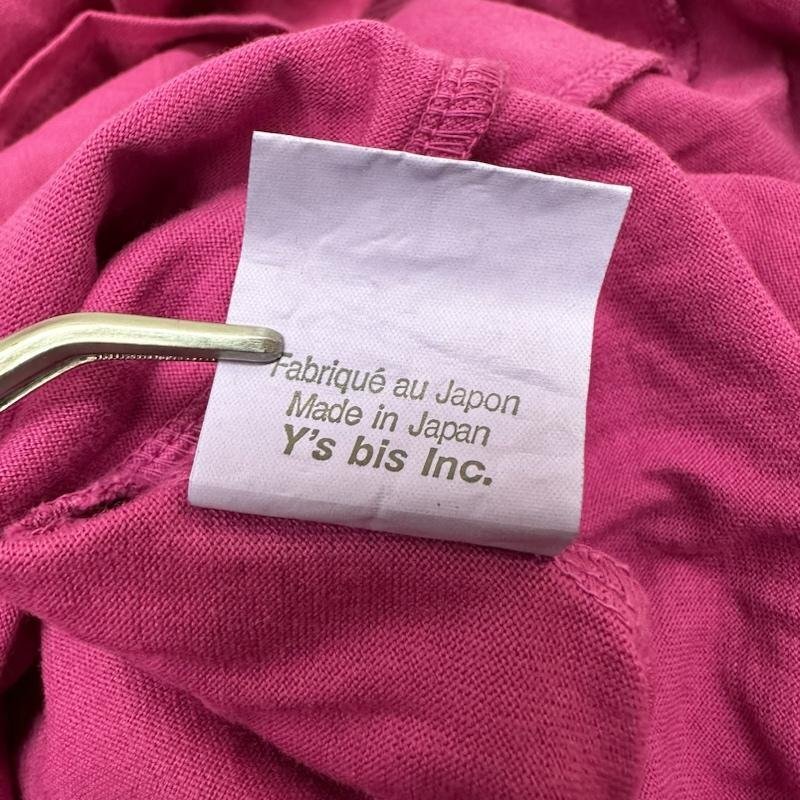 Fabriqué au Japon
Made in Japan
Y's bis Inc.